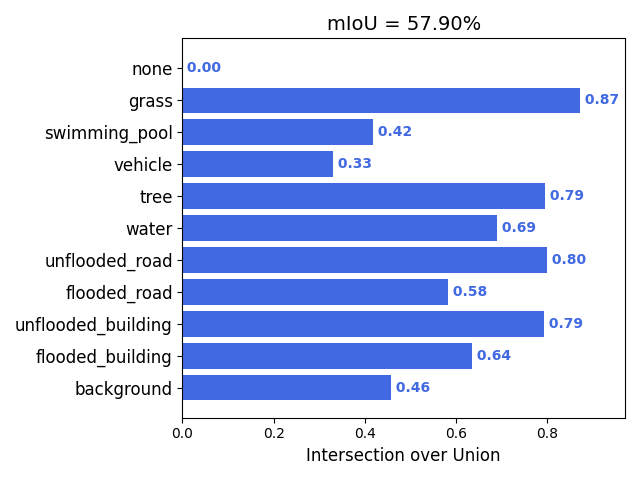 mIoU = 57.90%
none 0.00
grass 0.87
swimming_pool 0.42
vehicle 0.33
tree 0.79
water 0.69
unflooded_road 0.80
flooded_road 0.58
unflooded_building 0.79
flooded_building 0.64
background 0.46
0.0 0.2 0.4 0.6 0.8
Intersection over Union